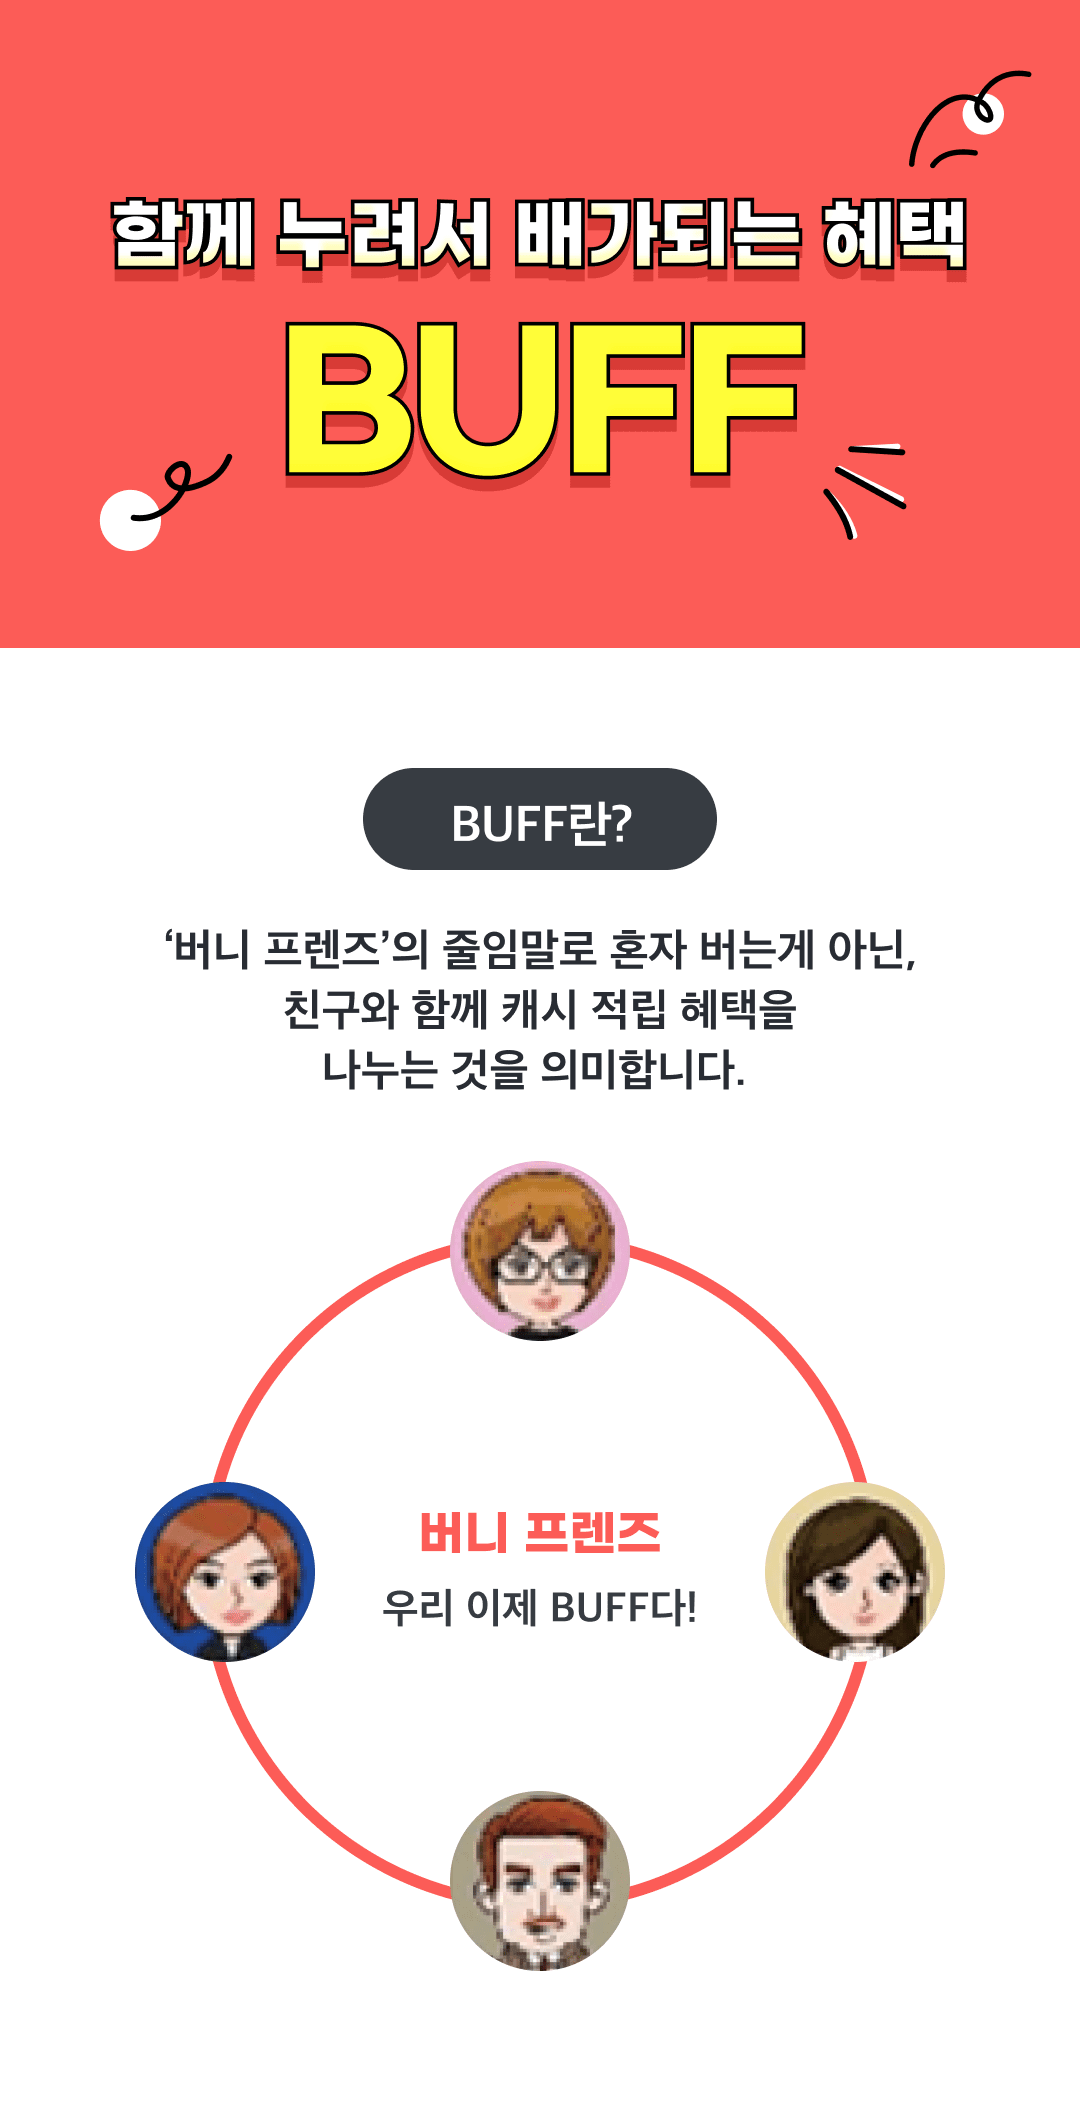 함께 누려서 배가되는 혜택
BUFF
BUFF란?
‘버니 프렌즈’의 줄임말로 혼자 버는게 아닌,
친구와 함께 캐시 적립 혜택을
나누는 것을 의미합니다.
버니 프렌즈
우리 이제 BUFF다!